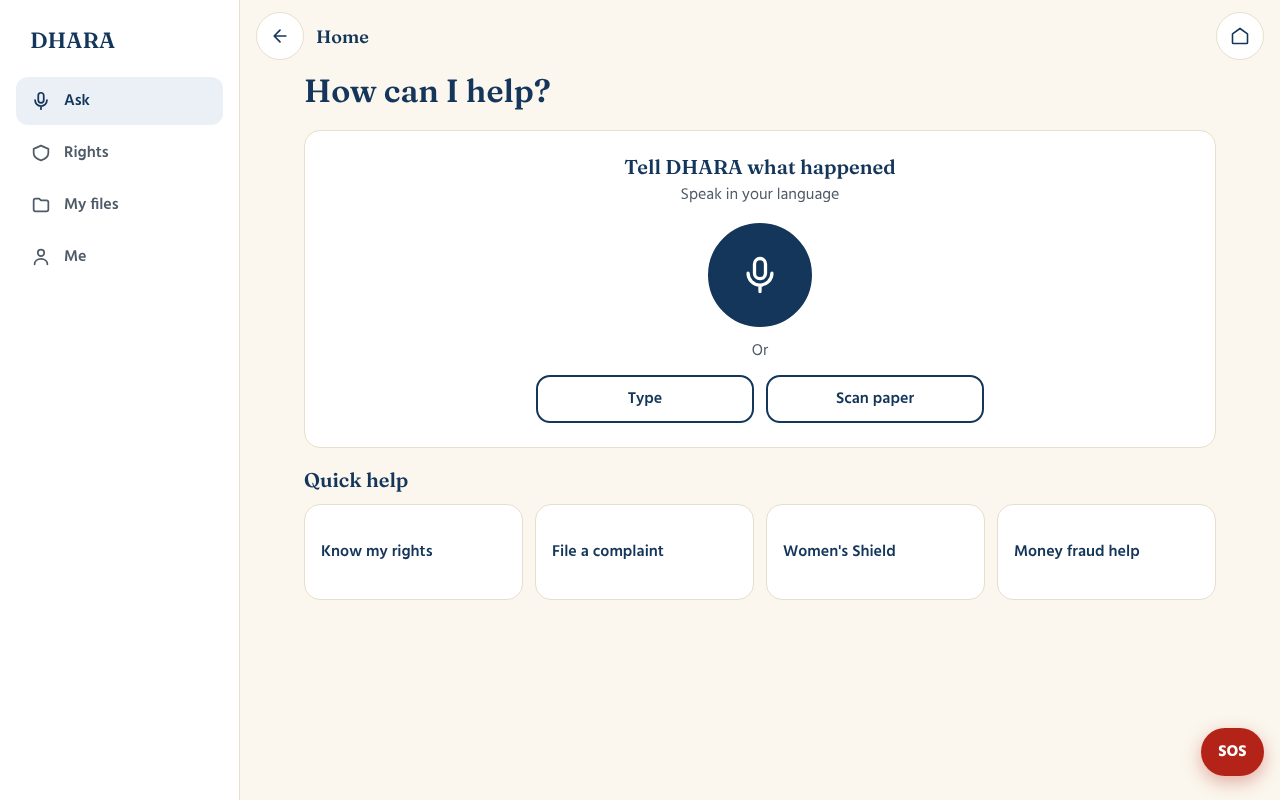 DHARA
Ask
Rights
My files
Me
Home
How can I help?
Tell DHARA what happened
Speak in your language
Or
Type
Scan paper
Quick help
Know my rights
File a complaint
Women's Shield
Money fraud help
SOS